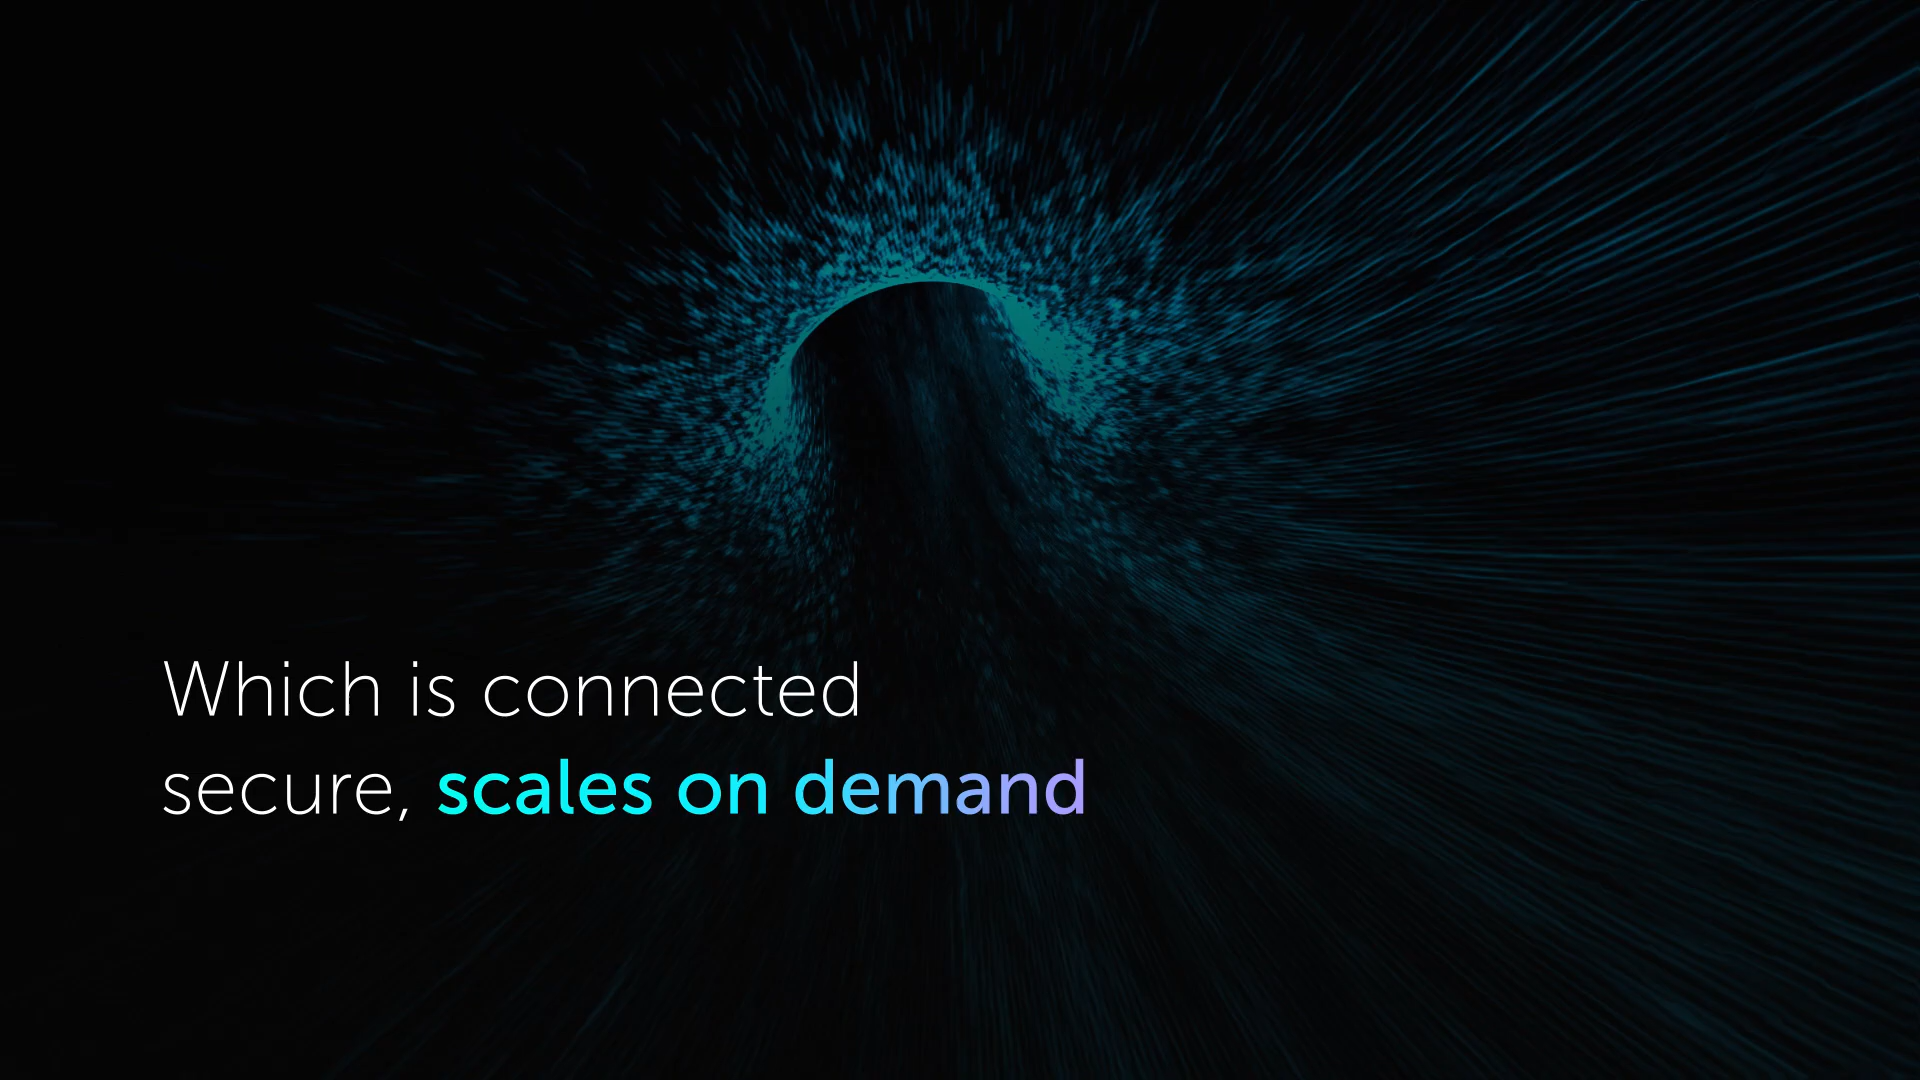 Which is connected
secure, scales on demand